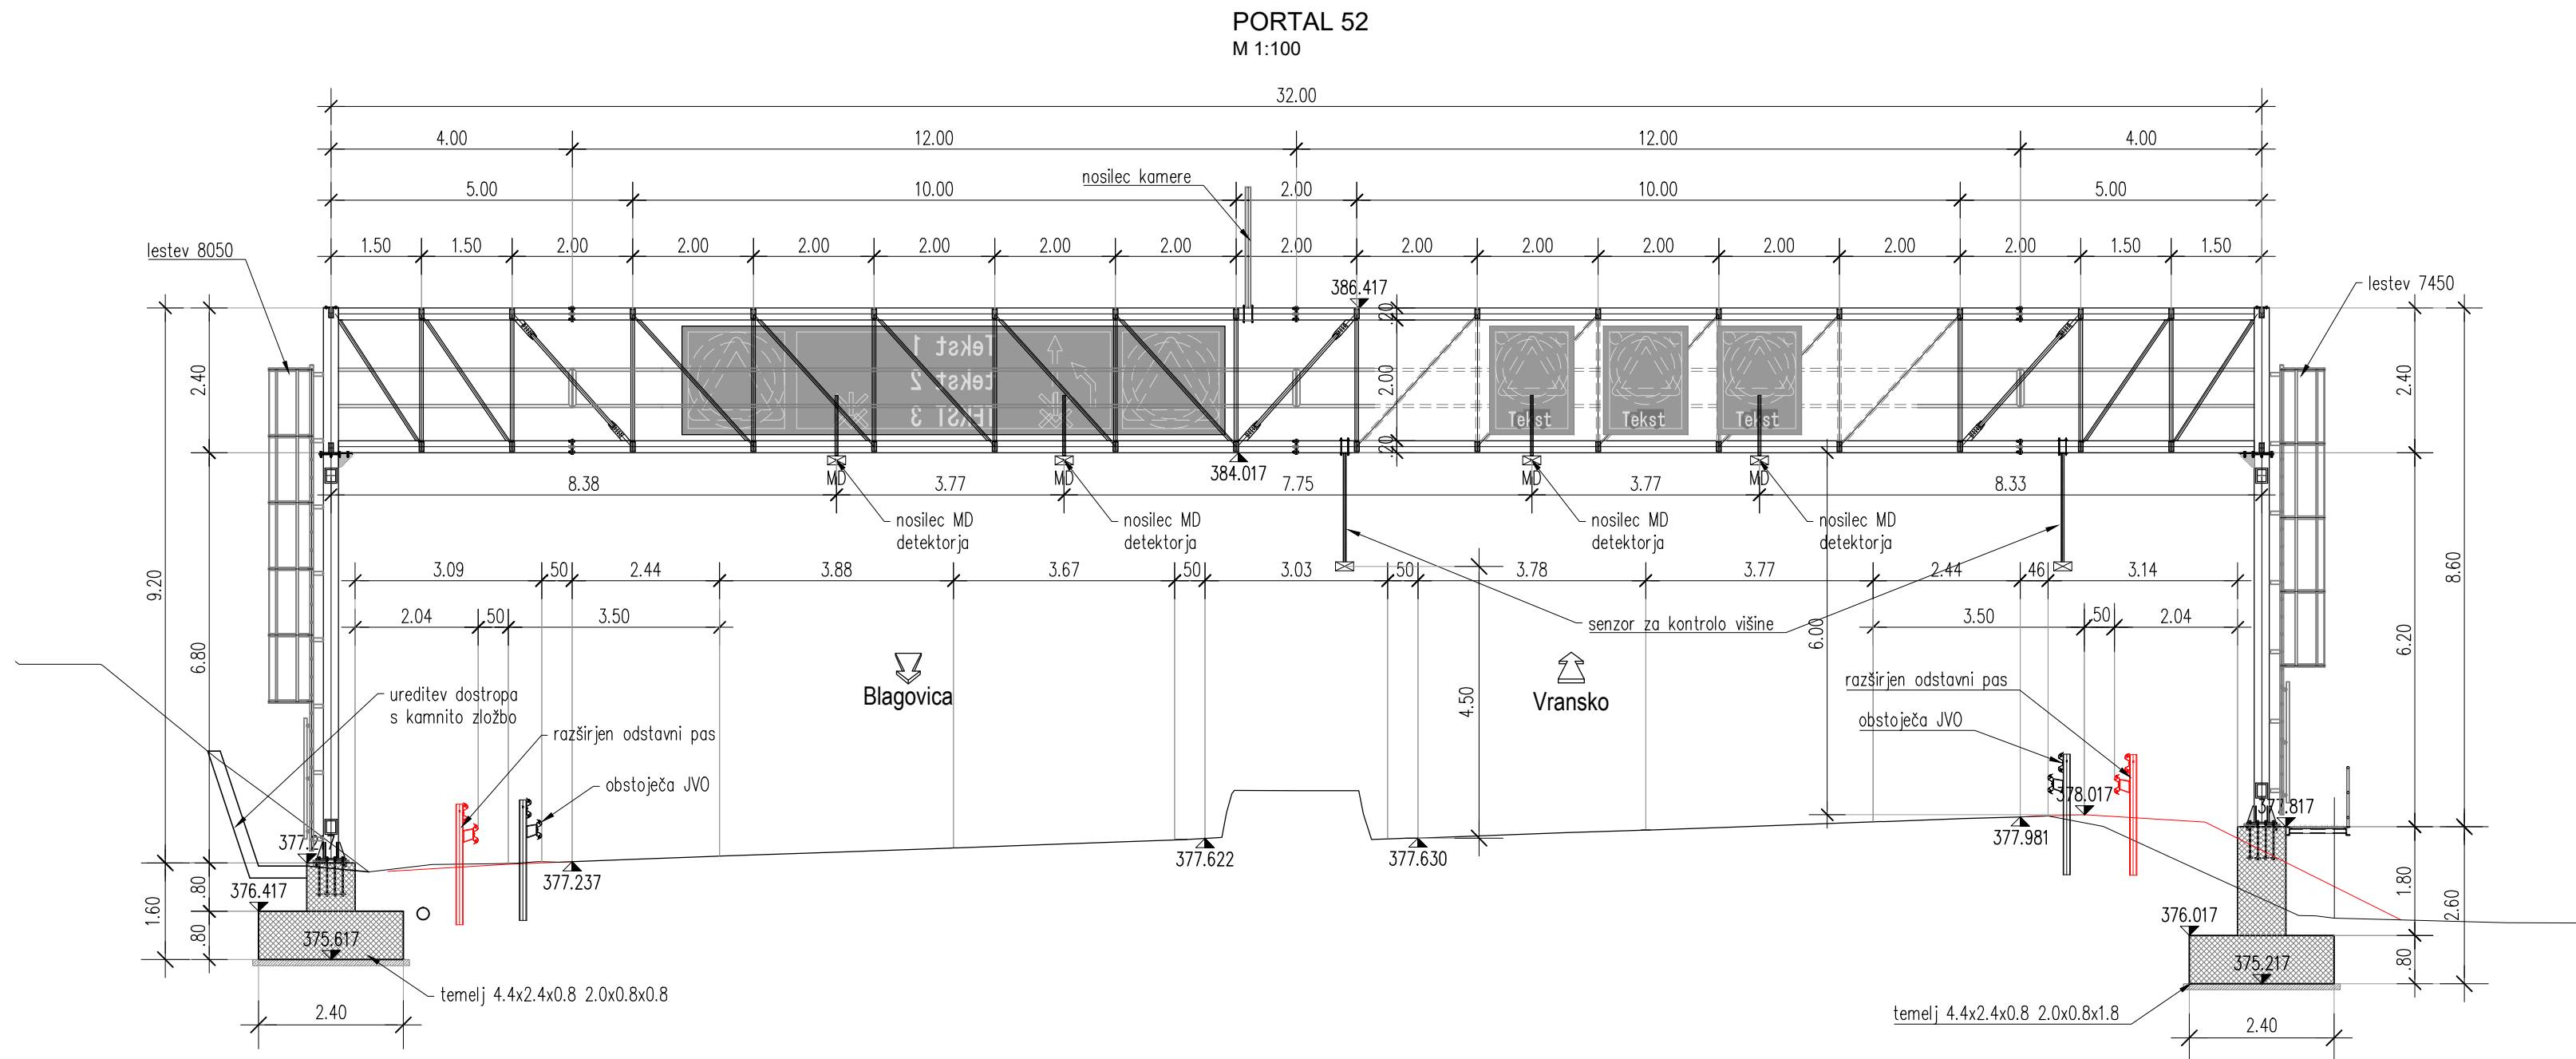 PORTAL 52
M 1:100
32.00
4.00 12.00 12.00 4.00
nosilec kamere
5.00 10.00 2.00 10.00 5.00
lestev 8050
1.50 1.50 2.00 2.00 2.00 2.00 2.00 2.00 2.00 2.00 2.00 2.00 2.00 2.00 2.00 1.50 1.50
lestev 7450
386.417
.20
2.00
.20
Tekst 1
tekst 2
TEKST 3
Tekst Tekst Tekst
2.40
2.40
384.017
MD MD MD MD
8.38 3.77 7.75 3.77 8.33
nosilec MD
detektorja
nosilec MD
detektorja
nosilec MD
detektorja
nosilec MD
detektorja
9.20
6.80
3.09 50 2.44 3.88 3.67 50 3.03 50 3.78 3.77 2.44 46 3.14
2.04 50 3.50
3.50 50 2.04
senzor za kontrolo višine
6.00
4.50
8.60
6.20
Blagovica
Vransko
ureditev dostropa
s kamnito zložbo
razširjen odstavni pas
obstoječa JVO
razširjen odstavni pas
obstoječa JVO
378.017
377.817
377.237
377.622
377.630
377.981
376.417
375.617
376.017
375.217
1.60
.80
.80
1.80
.80
2.60
temelj 4.4x2.4x0.8 2.0x0.8x0.8
temelj 4.4x2.4x0.8 2.0x0.8x1.8
2.40
2.40